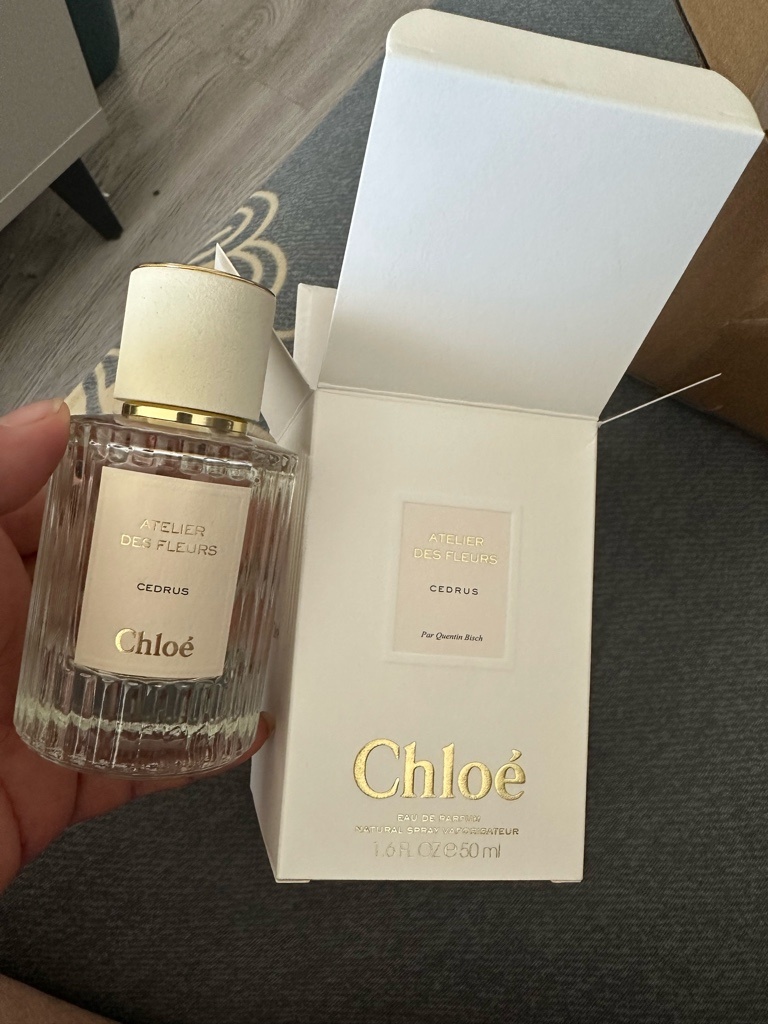 ATELIER
DES FLEURS
CEDRUS
Chloé
ATELIER
DES FLEURS
CEDRUS
Par Quentin Bisch
Chloé
EAU DE PARFUM
NATURAL SPRAY VAPORISATEUR
1.6 FL OZ ℮ 50 ml